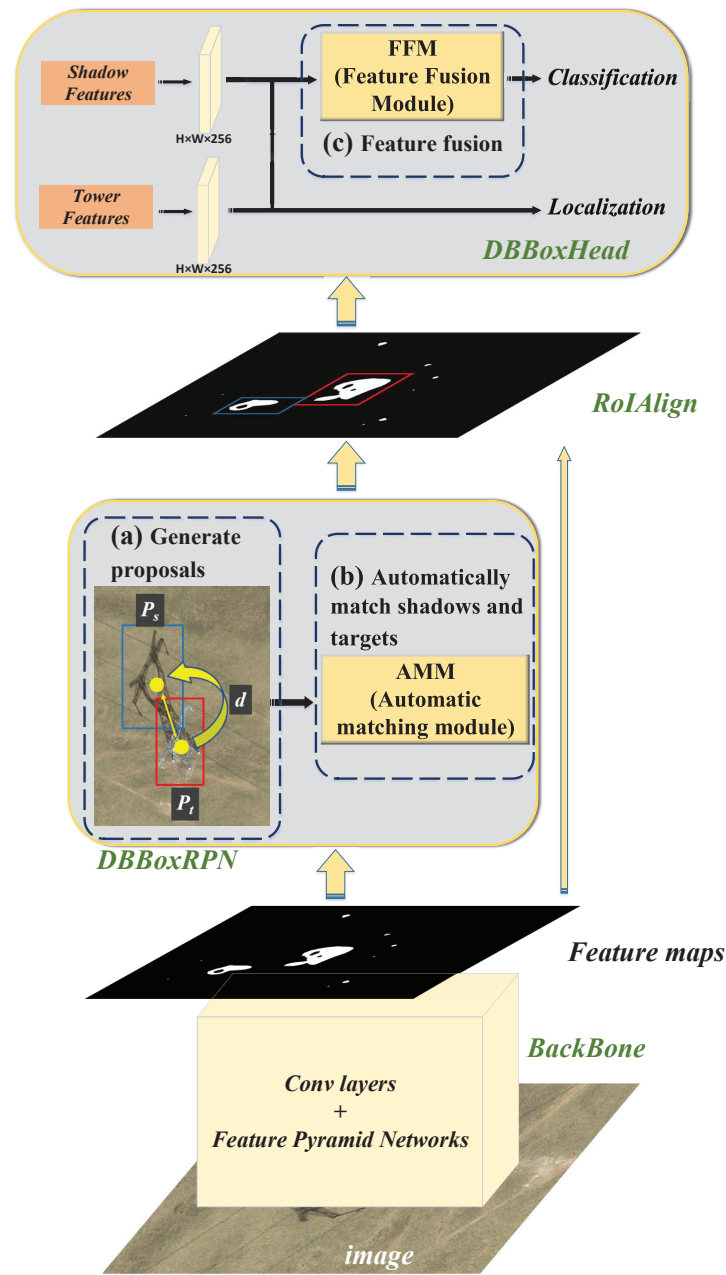 Shadow
Features
H×W×256
FFM
(Feature Fusion
Module)
Classification
(c) Feature fusion
Tower
Features
H×W×256
Localization
DBBoxHead
RoIAlign
(a) Generate
proposals
P_s
d
P_t
(b) Automatically
match shadows and
targets
AMM
(Automatic
matching module)
DBBoxRPN
Feature maps
BackBone
Conv layers
+
Feature Pyramid Networks
image